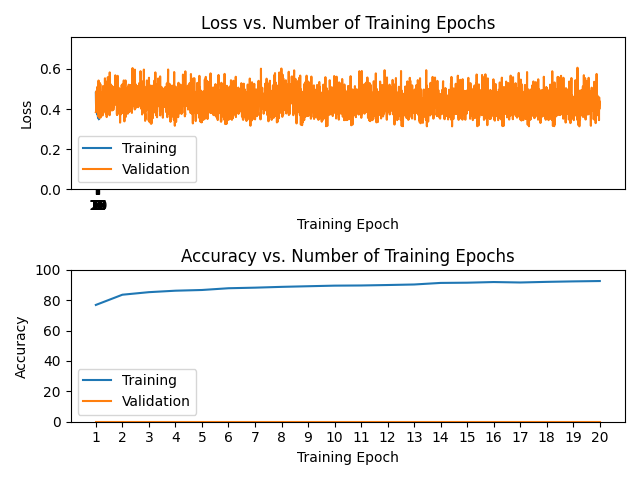 Loss vs. Number of Training Epochs
0.6
0.4
0.2
0.0
Loss
Training
Validation
Training Epoch
Accuracy vs. Number of Training Epochs
100
80
60
40
20
0
Accuracy
Training
Validation
1 2 3 4 5 6 7 8 9 10 11 12 13 14 15 16 17 18 19 20
Training Epoch